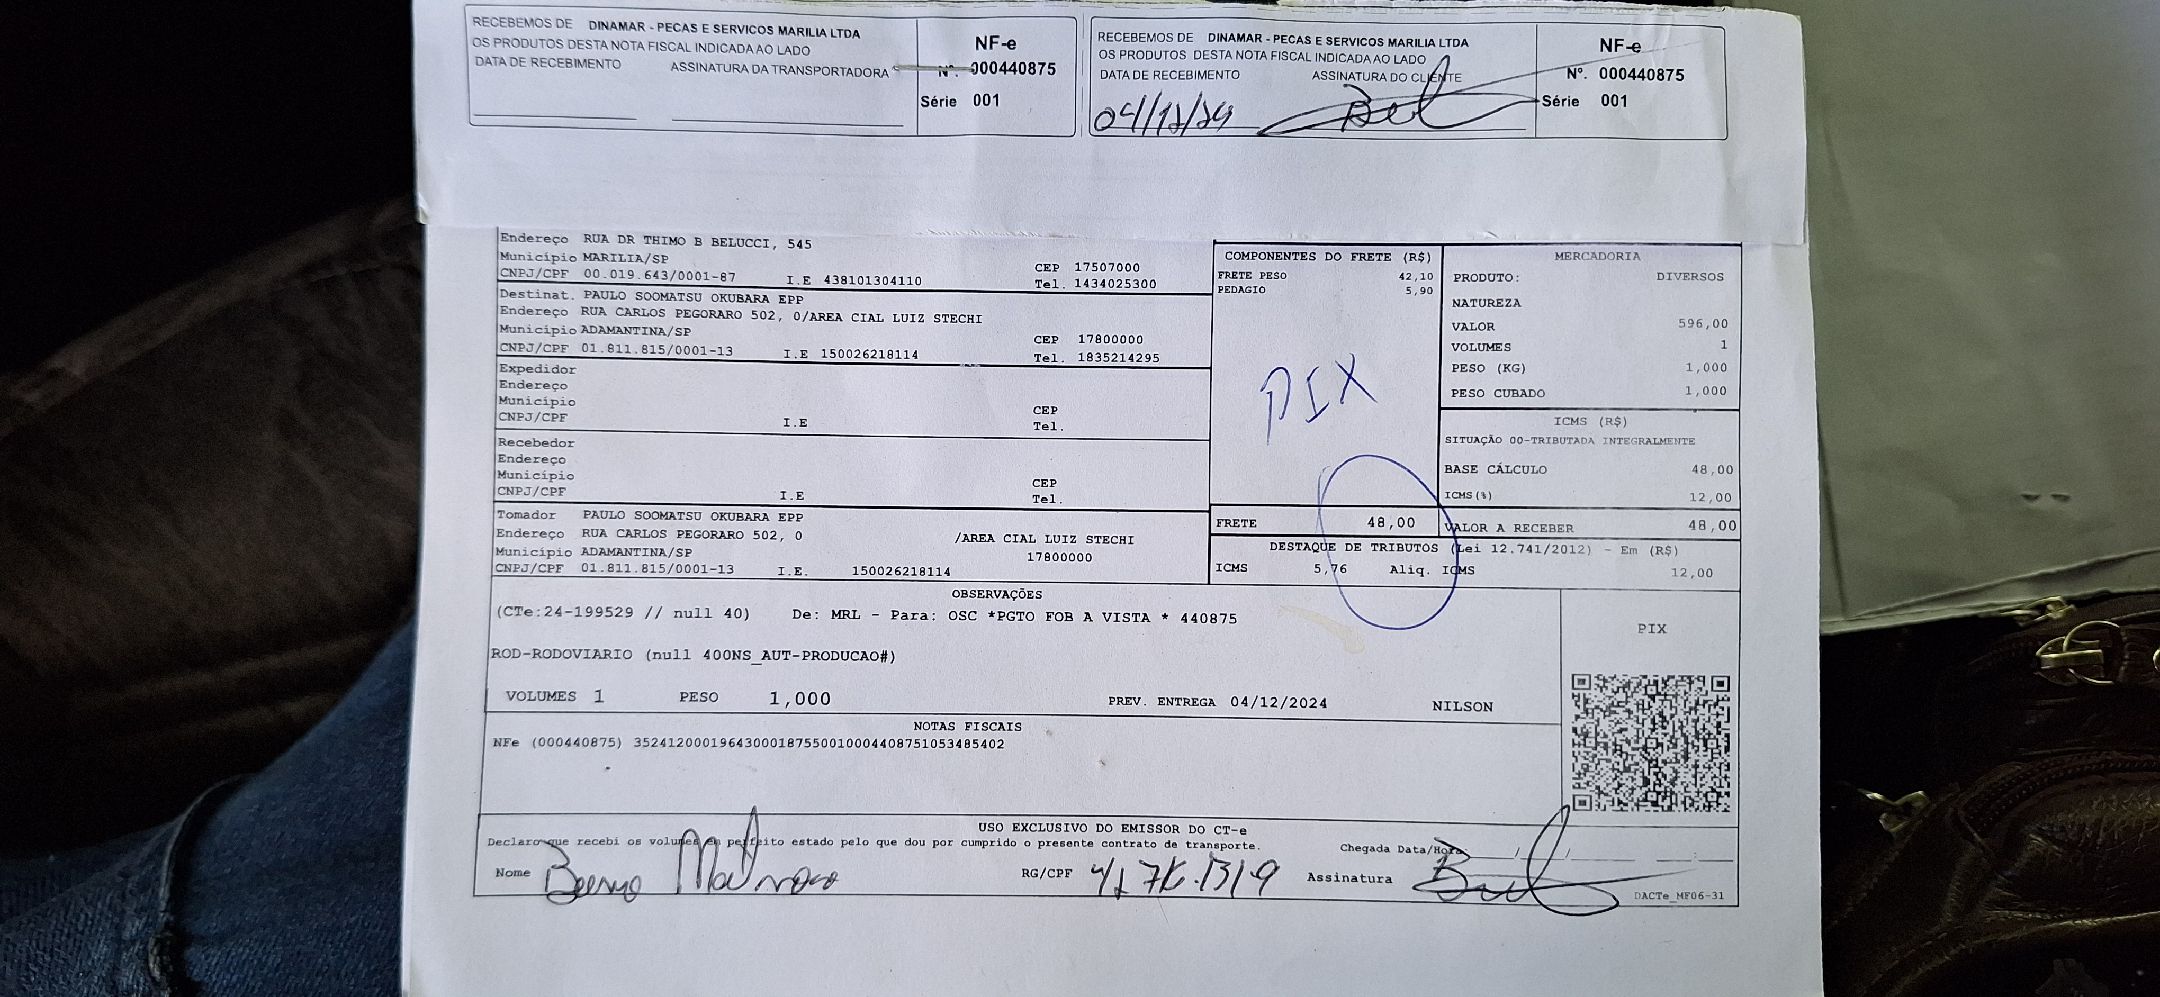 RECEBEMOS DE DINAMAR - PECAS E SERVICOS MARILIA LTDA
OS PRODUTOS DESTA NOTA FISCAL INDICADA AO LADO
DATA DE RECEBIMENTO ASSINATURA DA TRANSPORTADORA
NF-e
Nº. 000440875
Série 001
RECEBEMOS DE DINAMAR - PECAS E SERVICOS MARILIA LTDA
OS PRODUTOS DESTA NOTA FISCAL INDICADA AO LADO
DATA DE RECEBIMENTO ASSINATURA DO CLIENTE
04/12/24
NF-e
Nº. 000440875
Série 001
Endereço RUA DR THIMO B BELUCCI, 545
Município MARILIA/SP CEP 17507000
CNPJ/CPF 00.019.643/0001-87 I.E 438101304110 Tel. 1434025300
Destinat. PAULO SOOMATSU OKUBARA EPP
Endereço RUA CARLOS PEGORARO 502, 0/AREA CIAL LUIZ STECHI
Município ADAMANTINA/SP CEP 17800000
CNPJ/CPF 01.811.815/0001-13 I.E 150026218114 Tel. 1835214295
Expedidor
Endereço
Município CEP
CNPJ/CPF I.E Tel.
Recebedor
Endereço
Município CEP
CNPJ/CPF I.E Tel.
Tomador PAULO SOOMATSU OKUBARA EPP
Endereço RUA CARLOS PEGORARO 502, 0 /AREA CIAL LUIZ STECHI
Município ADAMANTINA/SP 17800000
CNPJ/CPF 01.811.815/0001-13 I.E. 150026218114
COMPONENTES DO FRETE (R$)
FRETE PESO 42,10
PEDAGIO 5,90
PIX
FRETE 48,00
MERCADORIA
PRODUTO: DIVERSOS
NATUREZA
VALOR 596,00
VOLUMES 1
PESO (KG) 1,000
PESO CUBADO 1,000
ICMS (R$)
SITUAÇÃO 00-TRIBUTADA INTEGRALMENTE
BASE CÁLCULO 48,00
ICMS(%) 12,00
VALOR A RECEBER 48,00
DESTAQUE DE TRIBUTOS (Lei 12.741/2012) - Em (R$)
ICMS 5,76 Aliq. ICMS 12,00
OBSERVAÇÕES
(CTe:24-199529 // null 40) De: MRL - Para: OSC *PGTO FOB A VISTA * 440875
ROD-RODOVIARIO (null 400NS_AUT-PRODUCAO#)
VOLUMES 1 PESO 1,000 PREV. ENTREGA 04/12/2024 NILSON
PIX
NOTAS FISCAIS
NFe (000440875) 35241200019643000187550010004408751053485402
USO EXCLUSIVO DO EMISSOR DO CT-e
Declaro que recebi os volumes em perfeito estado pelo que dou por cumprido o presente contrato de transporte. Chegada Data/Hora:
Nome RG/CPF Assinatura
DACTe_MF06-31